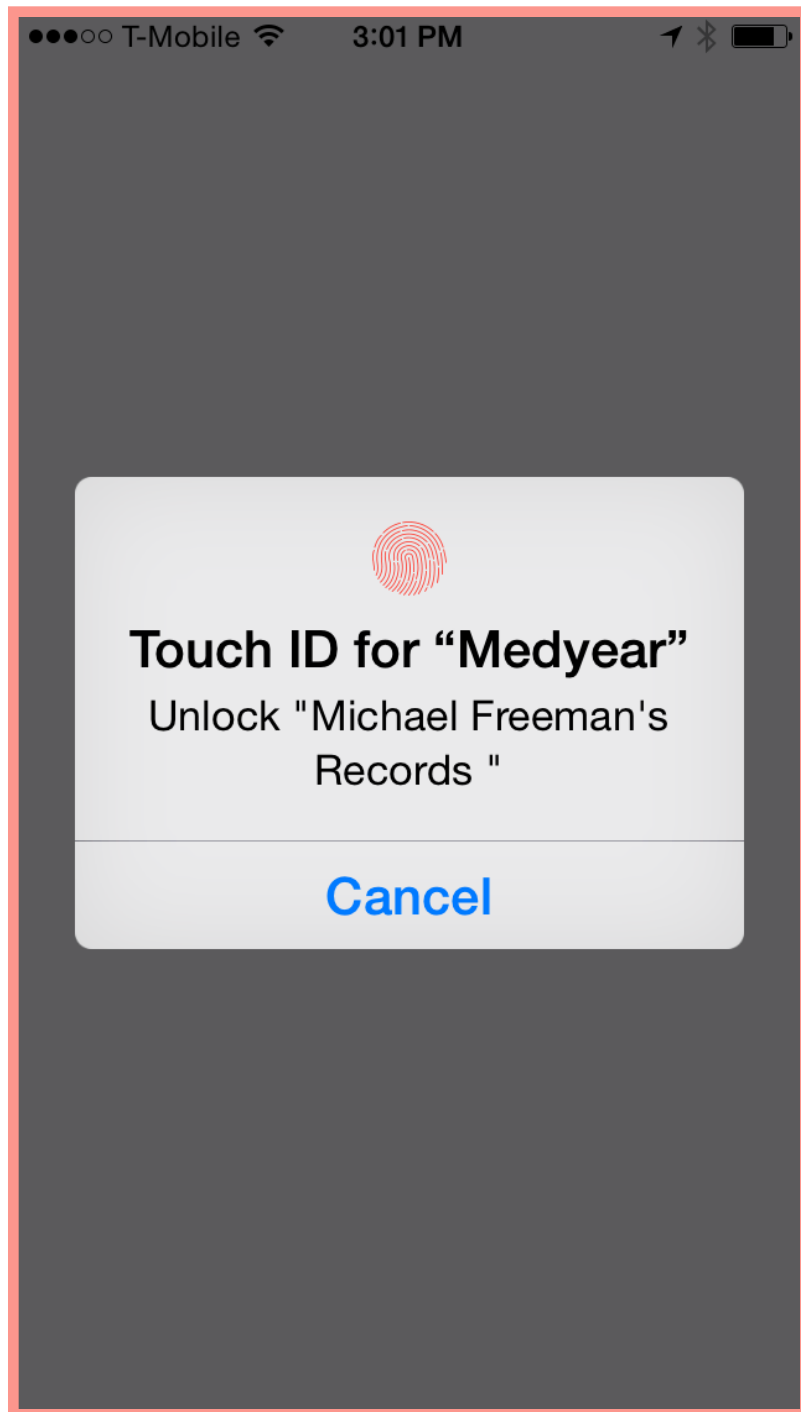 T-Mobile 3:01 PM
Touch ID for “Medyear”
Unlock "Michael Freeman's
Records "
Cancel